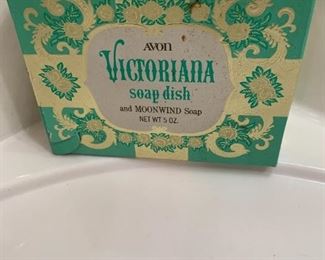 AVON
VICTORIANA
soap dish
and MOONWIND Soap
NET WT 5 OZ.